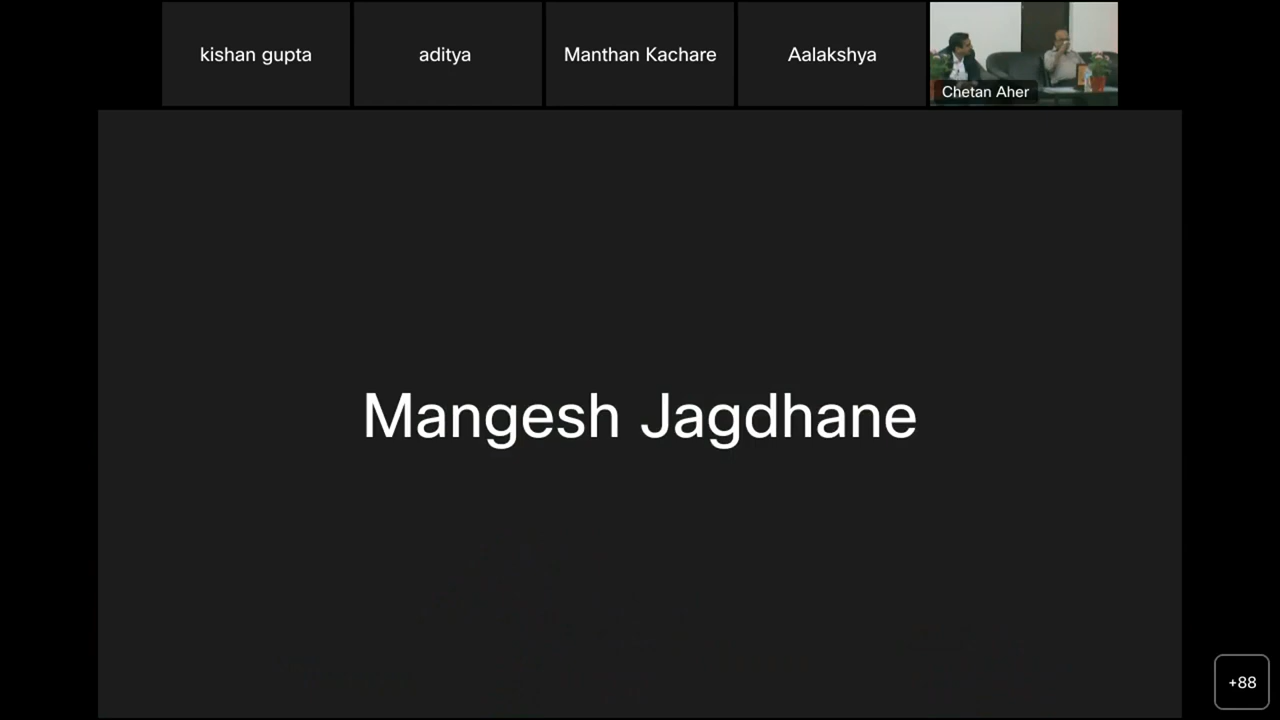 kishan gupta
aditya
Manthan Kachare
Aalakshya
Chetan Aher
Mangesh Jagdhane
+88